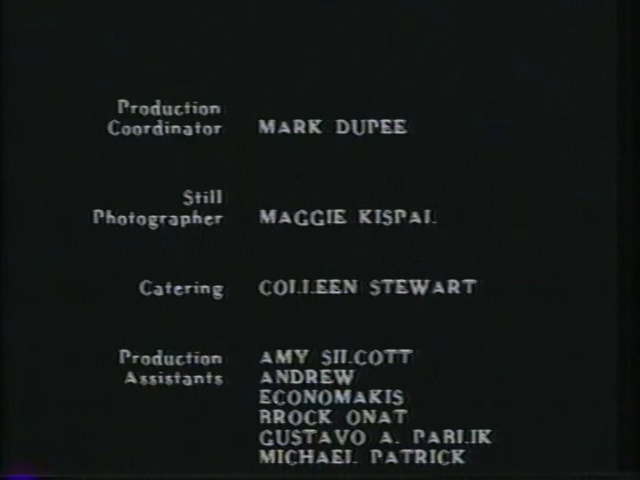 Production
Coordinator MARK DUPEE
Still
Photographer MAGGIE KISPAL
Catering COLLEEN STEWART
Production AMY SILCOTT
Assistants ANDREW
ECONOMAKIS
BROCK ONAT
GUSTAVO A. PABLIK
MICHAEL PATRICK